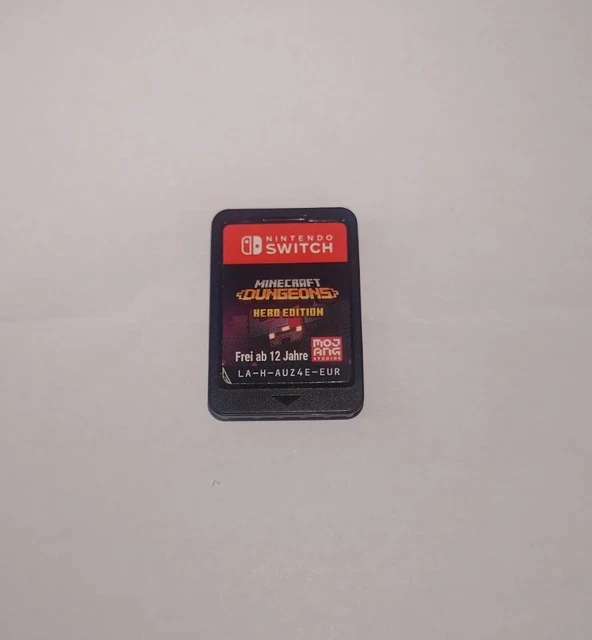 NINTENDO
SWITCH
MINECRAFT
DUNGEONS
HERO EDITION
Frei ab 12 Jahre
MOJ
ANG
STUDIOS
LA-H-AUZ4E-EUR